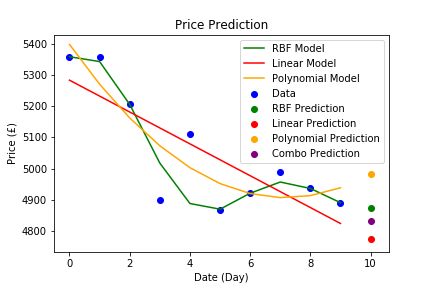 Price Prediction
RBF Model
Linear Model
Polynomial Model
Data
RBF Prediction
Linear Prediction
Polynomial Prediction
Combo Prediction
Price (£)
5400
5300
5200
5100
5000
4900
4800
0 2 4 6 8 10
Date (Day)